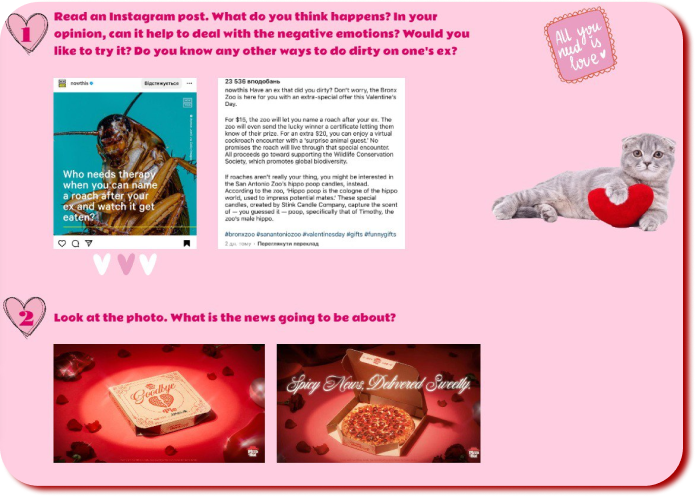 1
Read an Instagram post. What do you think happens? In your
opinion, can it help to deal with the negative emotions? Would you
like to try it? Do you know any other ways to do dirty on one's ex?
All you
need is
love
nowthis
Відстежується
Who needs therapy
when you can name
a roach after your
ex and watch it get
eaten?
23 536 вподобань
nowthis Have an ex that did you dirty? Don't worry, the Bronx
Zoo is here for you with an extra-special offer this Valentine's
Day.
For $15, the zoo will let you name a roach after your ex. The
zoo will even send the lucky winner a certificate letting them
know of their prize. For an extra $20, you can enjoy a virtual
cockroach encounter with a 'surprise animal guest.' No
promises the roach will live through that special encounter.
All proceeds go toward supporting the Wildlife Conservation
Society, which promotes global biodiversity.
If roaches aren't really your thing, you might be interested in
the San Antonio Zoo's hippo poop candles, instead.
According to the zoo, 'Hippo poop is the cologne of the hippo
world, used to impress potential mates.' These special
candles, created by Stink Candle Company, capture the scent
of — you guessed it — poop, specifically that of Timothy, the
zoo's male hippo.
#bronxzoo #sanantoniozoo #valentinesday #gifts #funnygifts
2 дн. тому · Переглянути переклад
2
Look at the photo. What is the news going to be about?
Goodbye
Pie
Spicy News, Delivered Sweetly.